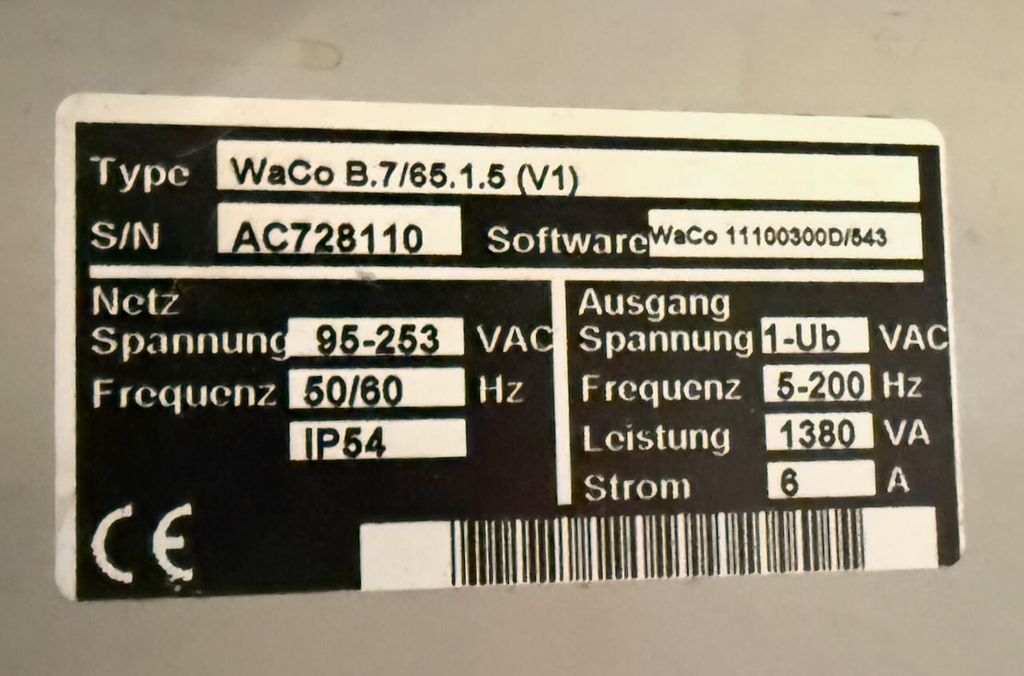 Type WaCo B.7/65.1.5 (V1)
S/N AC728110 Software WaCo 11100300D/543
Netz
Spannung 95-253 VAC
Frequenz 50/60 Hz
IP54
Ausgang
Spannung 1-Ub VAC
Frequenz 5-200 Hz
Leistung 1380 VA
Strom 6 A
CE